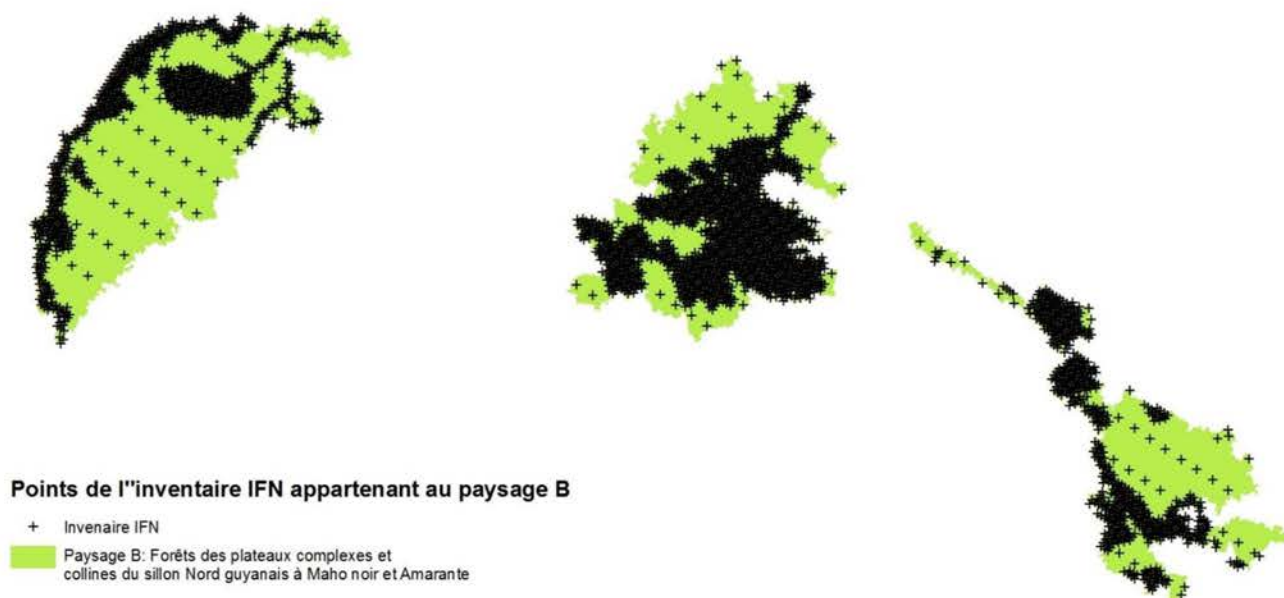 Points de l"inventaire IFN appartenant au paysage B
Invenaire IFN
Paysage B: Forêts des plateaux complexes et
collines du sillon Nord guyanais à Maho noir et Amarante